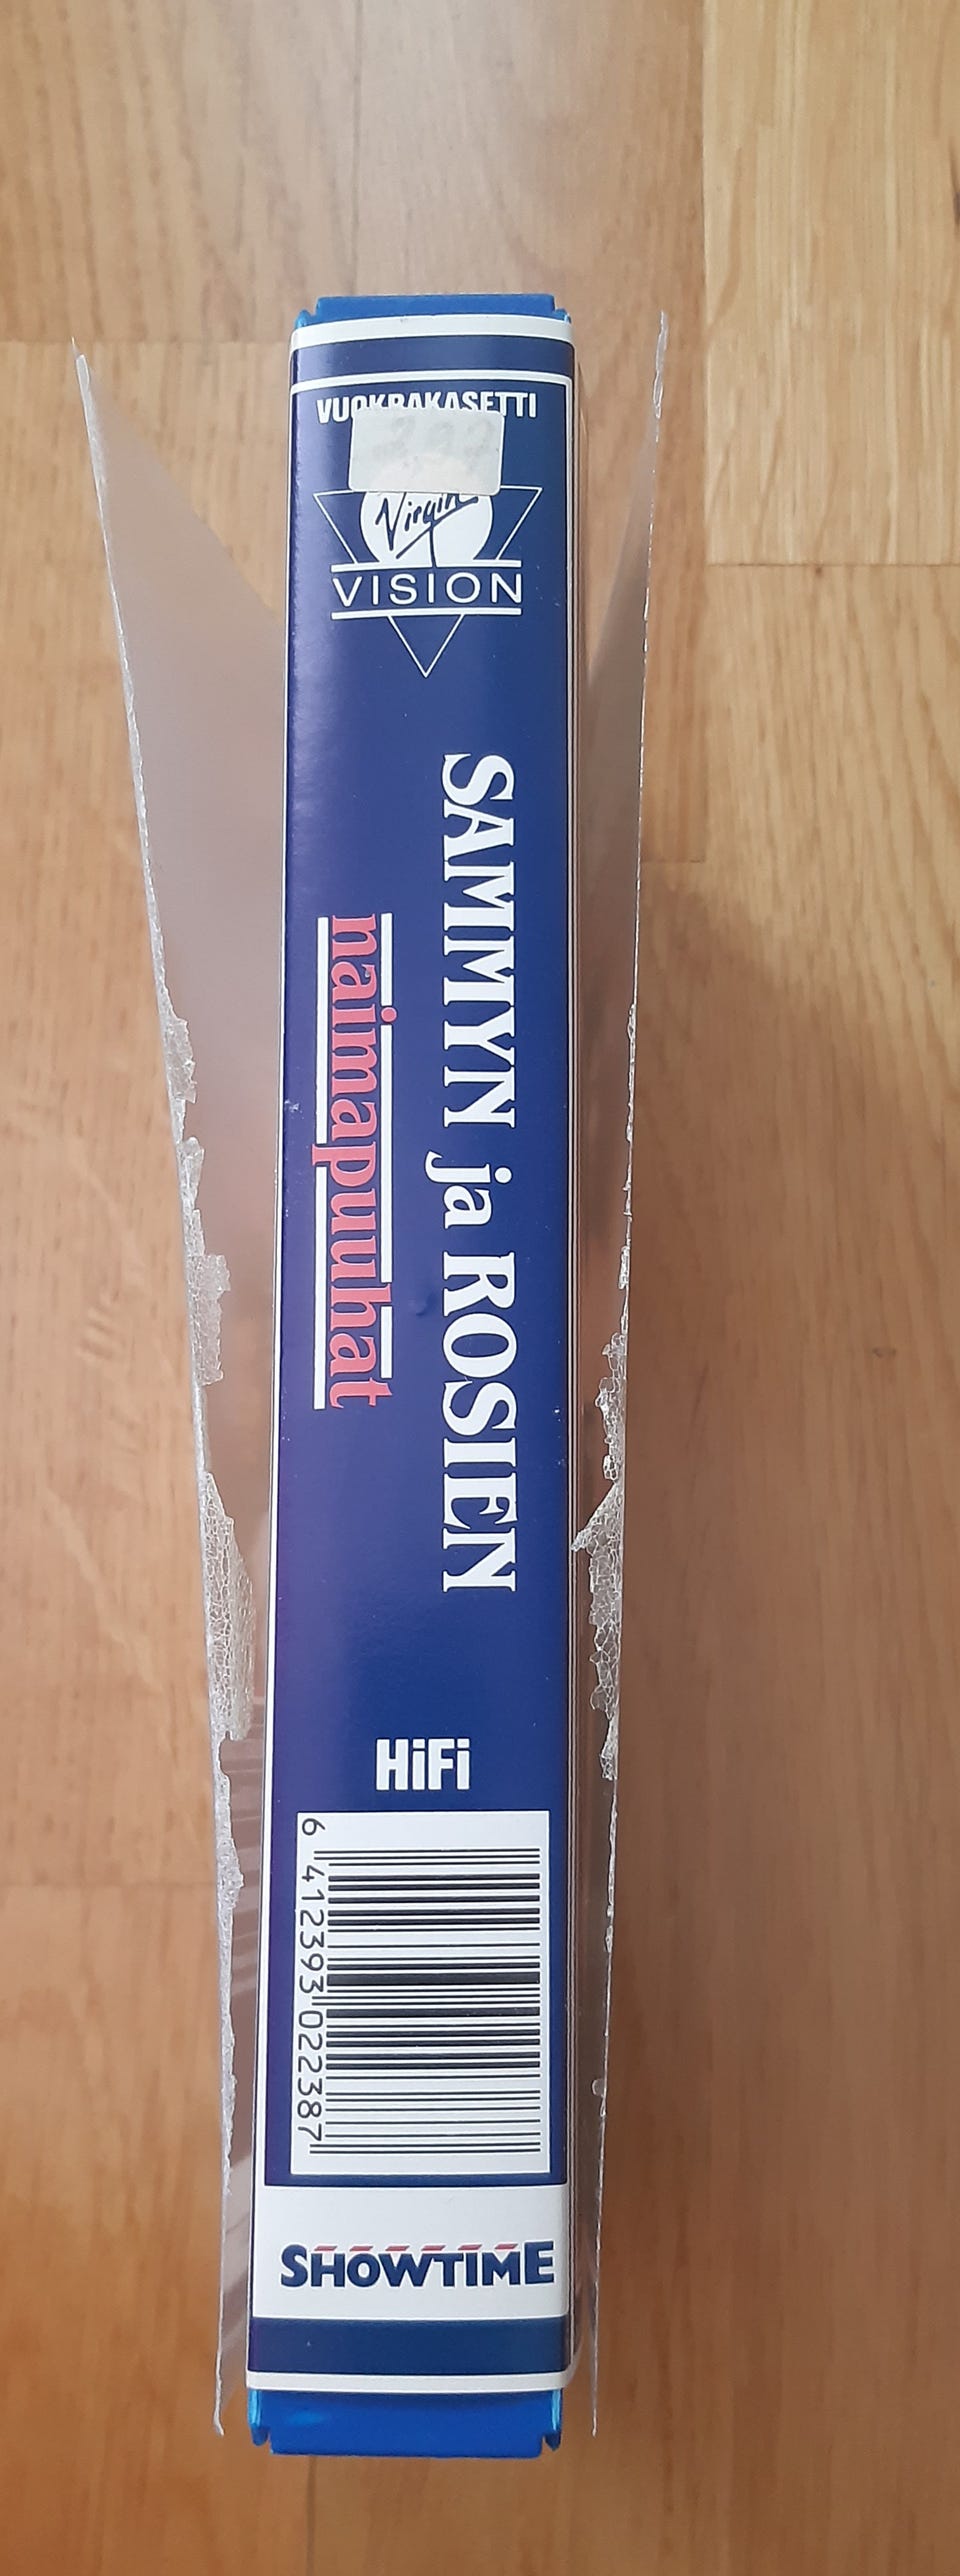 VUOKRAKASETTI
Virgin
VISION
SAMMYN ja ROSIEN
naimapuuhat
HiFi
6 412393 022387
SHOWTIME